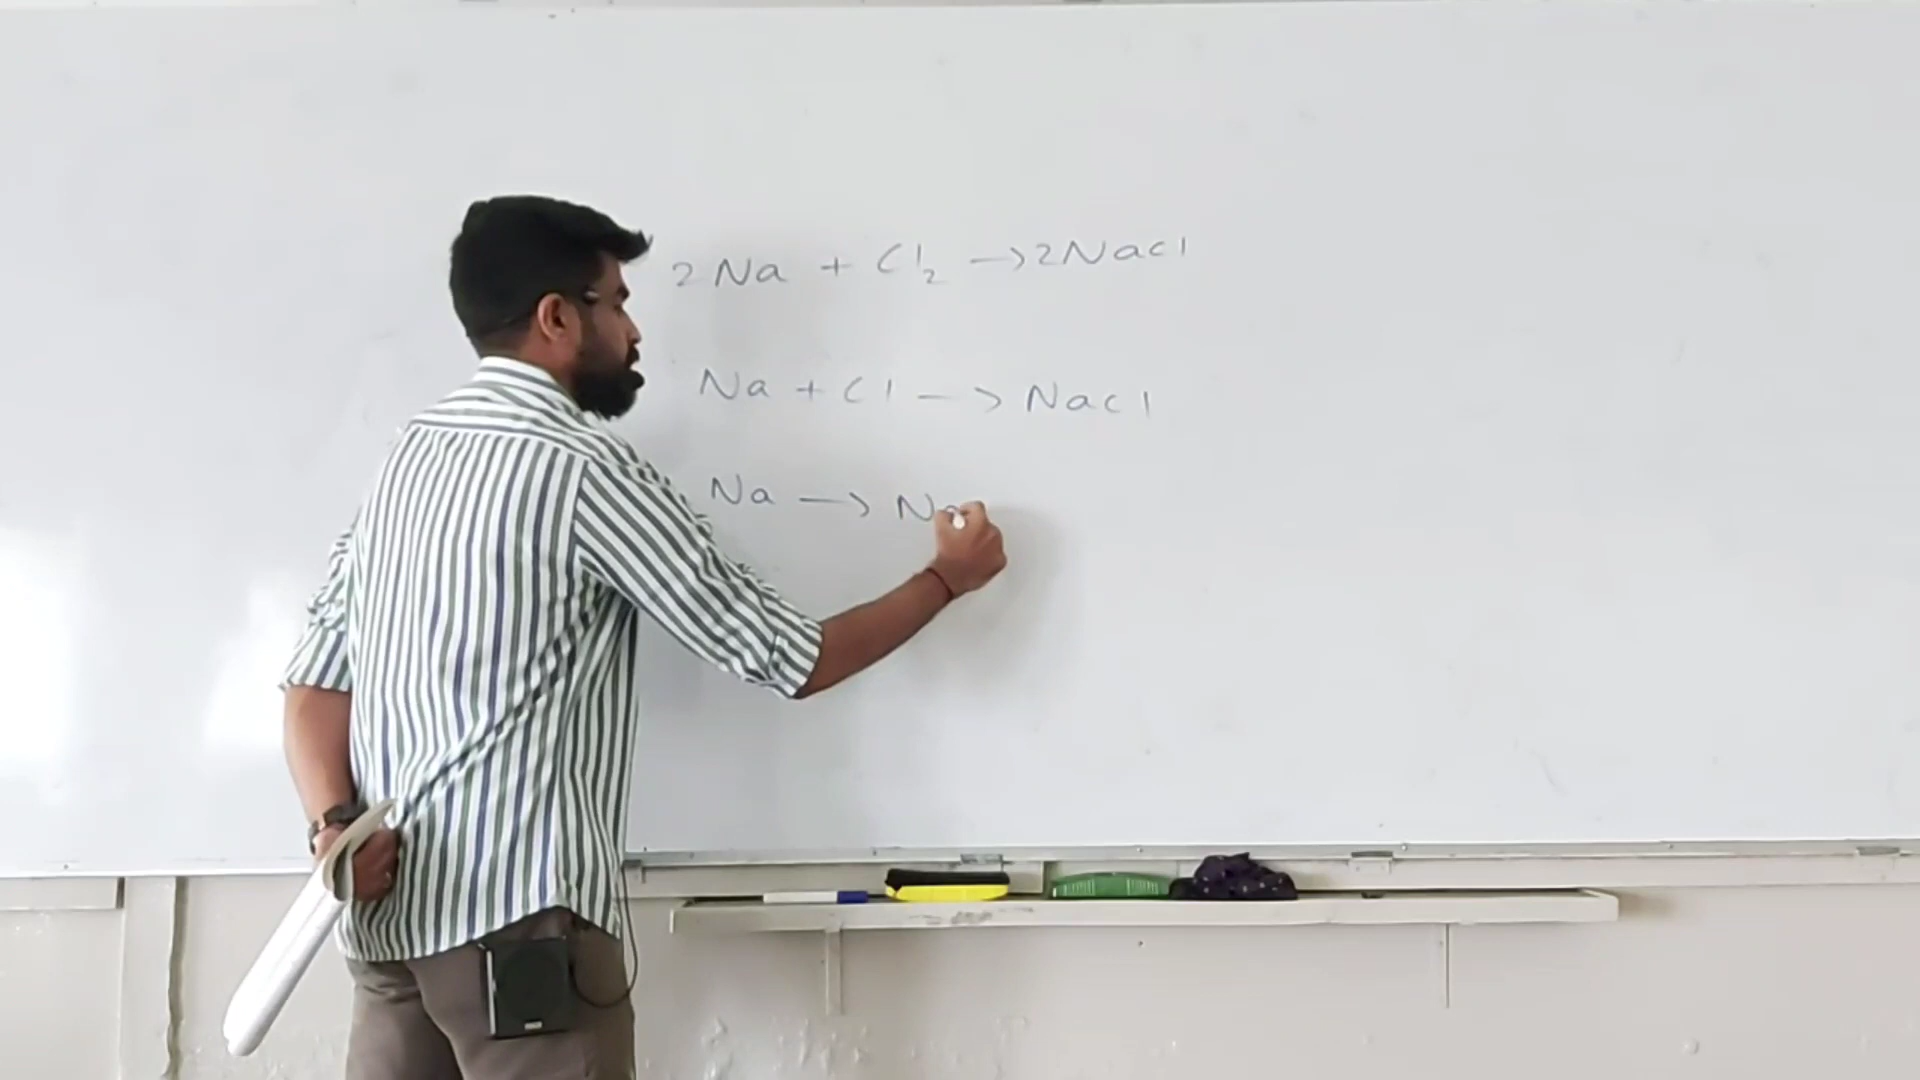 2Na + Cl₂ → 2NaCl
Na + Cl → NaCl
Na → Na